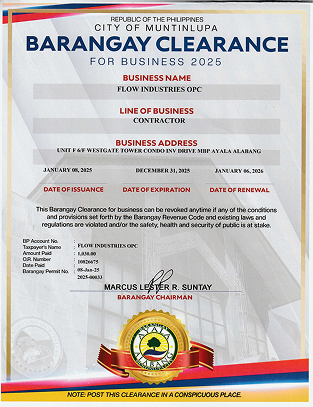 REPUBLIC OF THE PHILIPPINES
CITY OF MUNTINLUPA
BARANGAY CLEARANCE
FOR BUSINESS 2025
BUSINESS NAME
FLOW INDUSTRIES OPC
LINE OF BUSINESS
CONTRACTOR
BUSINESS ADDRESS
UNIT F 6/F WESTGATE TOWER CONDO INV DRIVE MBP AYALA ALABANG
JANUARY 08, 2025 DECEMBER 31, 2025 JANUARY 06, 2026
DATE OF ISSUANCE DATE OF EXPIRATION DATE OF RENEWAL
This Barangay Clearance for business can be revoked anytime if any of the conditions
and provisions set forth by the Barangay Revenue Code and existing laws and
regulations are violated and/or the safety, health and security of public is at stake.
BP Account No. :
Taxpayer's Name : FLOW INDUSTRIES OPC
Amount Paid : 1,030.00
O.R. Number : 10026675
Date Paid : 08-Jan-25
Barangay Permit No. : 2025-00033
MARCUS LESTER R. SUNTAY
BARANGAY CHAIRMAN
ALABANG
NOTE: POST THIS CLEARANCE IN A CONSPICUOUS PLACE.